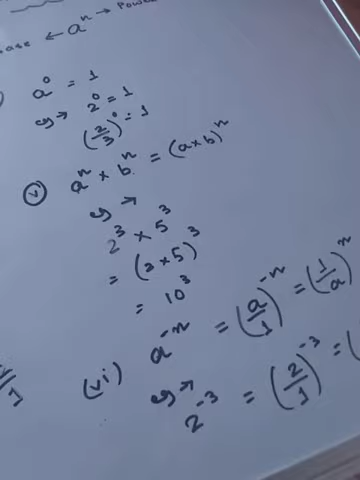 ase ← aⁿ → Power
a⁰ = 1
eg → 2⁰ = 1
(2/3)⁰ = 1
(v) aⁿ × bⁿ = (a×b)ⁿ
eg →
2³ × 5³
= (2×5)³
= 10³
(vi) a⁻ⁿ = (a/1)⁻ⁿ = (1/a)ⁿ
eg →
2⁻³ = (2/1)⁻³ = (